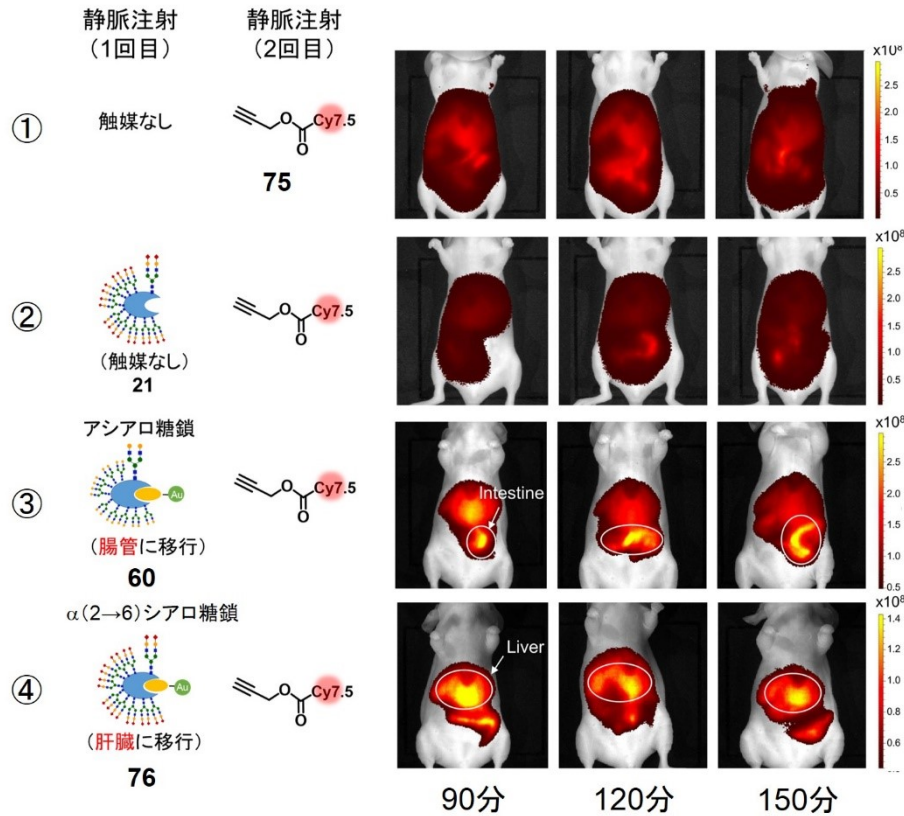 静脈注射
（1回目）
静脈注射
（2回目）
①
触媒なし
O
O
Cy7.5
75
x10⁸
2.5
2.0
1.5
1.0
0.5
②
（触媒なし）
21
O
O
Cy7.5
x10⁸
2.5
2.0
1.5
1.0
0.5
③
アシアロ糖鎖
Au
（腸管に移行）
60
O
O
Cy7.5
Intestine
x10⁸
2.5
2.0
1.5
1.0
0.5
④
α（2→6）シアロ糖鎖
Au
（肝臓に移行）
76
O
O
Cy7.5
Liver
x10⁸
1.4
1.2
1.0
0.8
0.6
90分
120分
150分